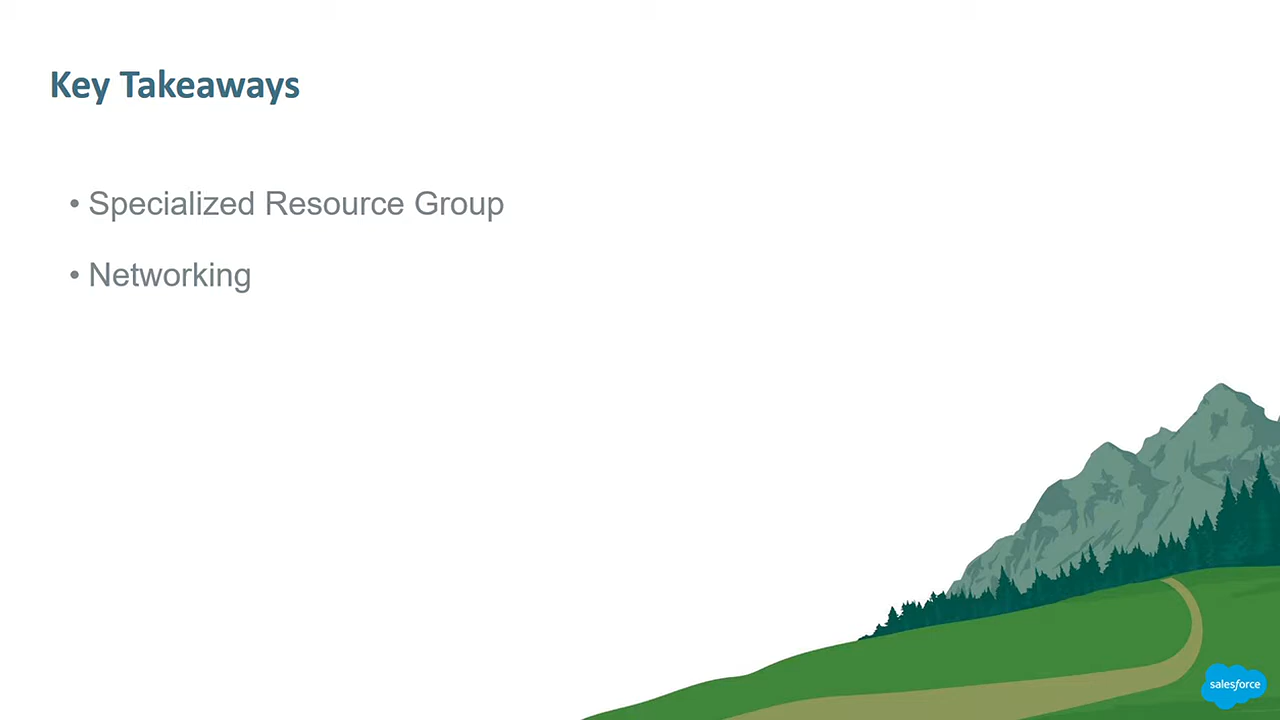 Key Takeaways
• Specialized Resource Group
• Networking
salesforce